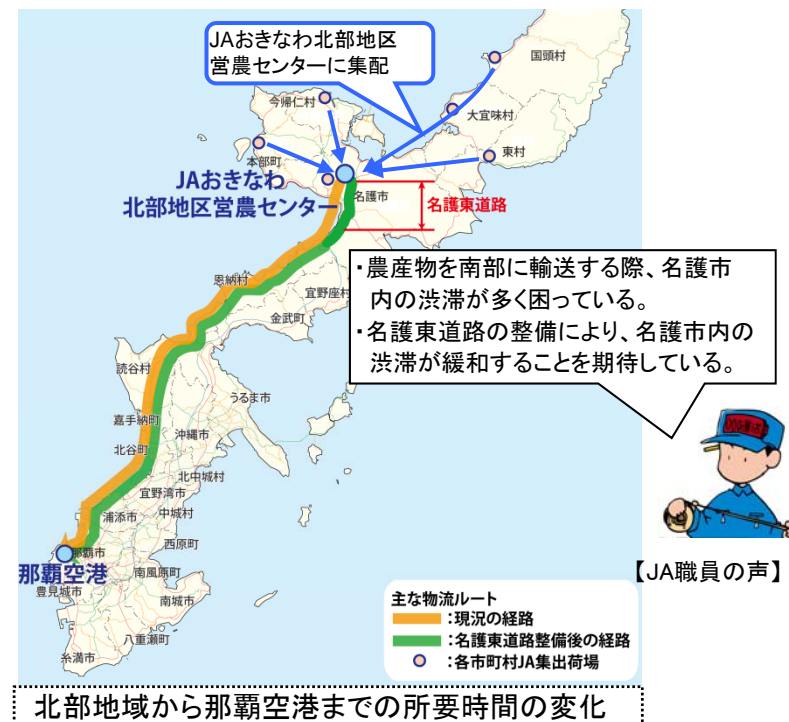 JAおきなわ北部地区
営農センターに集配
国頭村
今帰仁村
大宜味村
東村
本部町
JAおきなわ
北部地区営農センター
名護市
名護東道路
・農産物を南部に輸送する際、名護市
内の渋滞が多く困っている。
・名護東道路の整備により、名護市内の
渋滞が緩和することを期待している。
恩納村
宜野座村
金武町
読谷村
うるま市
嘉手納町
沖縄市
北谷町
北中城村
宜野湾市
中城村
浦添市
西原町
那覇市
那覇空港
南風原町
豊見城市
南城市
八重瀬町
糸満市
【JA職員の声】
主な物流ルート
：現況の経路
：名護東道路整備後の経路
：各市町村JA集出荷場
北部地域から那覇空港までの所要時間の変化